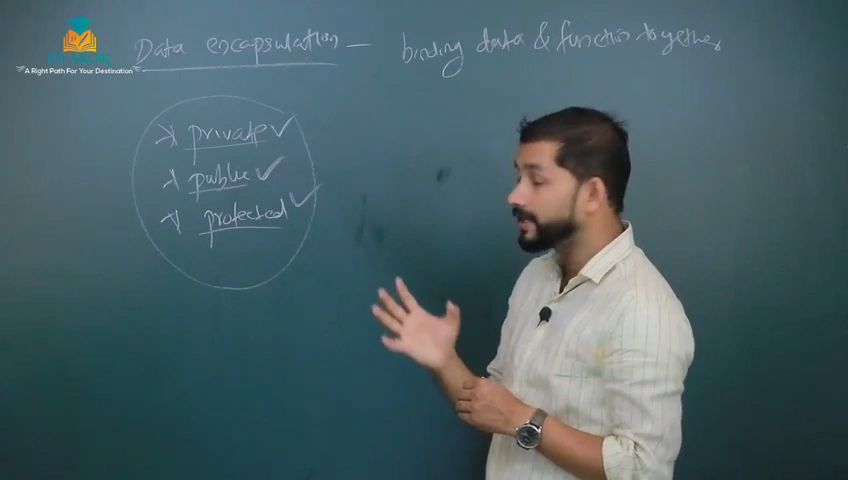 Data encapsulation — binding data & function together
private ✓
public ✓
protected ✓
A Right Path For Your Destination